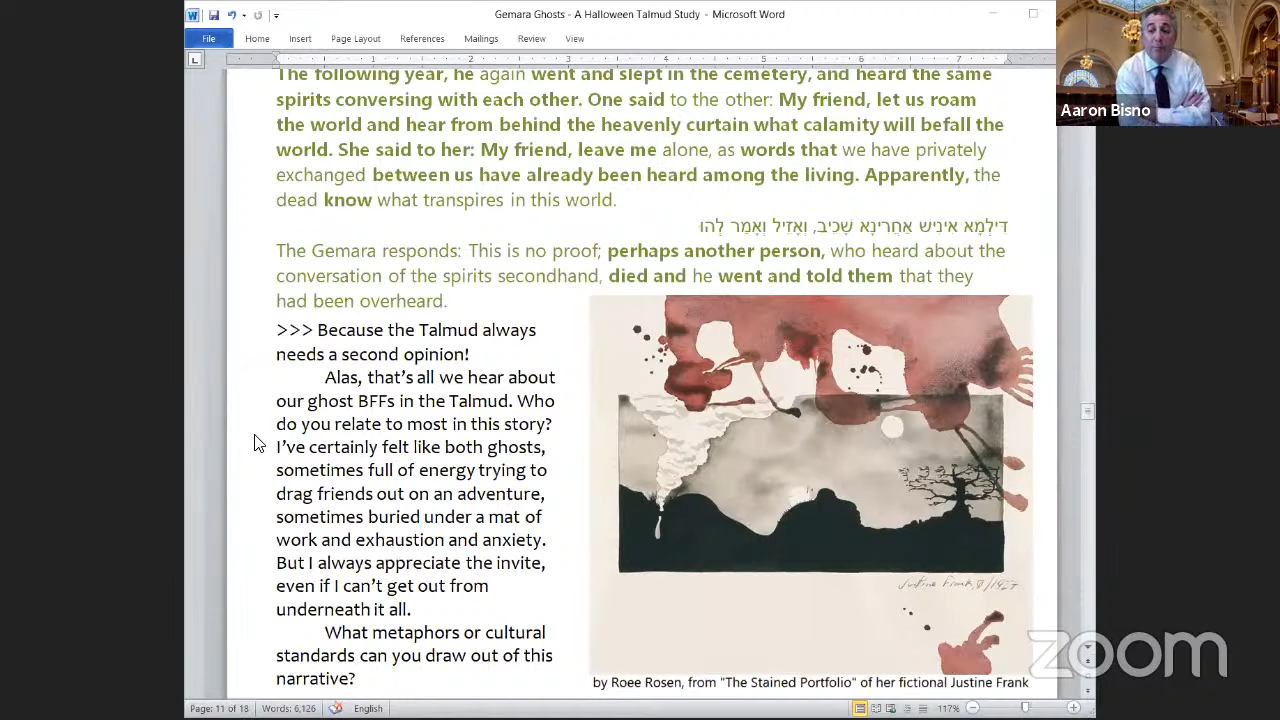 Gemara Ghosts - A Halloween Talmud Study - Microsoft Word
File Home Insert Page Layout References Mailings Review View
1 2 3 4 5 6 7
The following year, he again went and slept in the cemetery, and heard the same
spirits conversing with each other. One said to the other: My friend, let us roam
the world and hear from behind the heavenly curtain what calamity will befall the
world. She said to her: My friend, leave me alone, as words that we have privately
exchanged between us have already been heard among the living. Apparently, the
dead know what transpires in this world.
דִּילְמָא אִינִישׁ אַחֲרִינָא שָׁכֵיב, וְאָזֵיל וְאָמַר לְהוּ
The Gemara responds: This is no proof; perhaps another person, who heard about the
conversation of the spirits secondhand, died and he went and told them that they
had been overheard.
>>> Because the Talmud always
needs a second opinion!
Alas, that’s all we hear about
our ghost BFFs in the Talmud. Who
do you relate to most in this story?
I’ve certainly felt like both ghosts,
sometimes full of energy trying to
drag friends out on an adventure,
sometimes buried under a mat of
work and exhaustion and anxiety.
But I always appreciate the invite,
even if I can’t get out from
underneath it all.
What metaphors or cultural
standards can you draw out of this
narrative?
Justine Frank
by Roee Rosen, from "The Stained Portfolio" of her fictional Justine Frank
Page: 11 of 18 Words: 6,126 English 117%
Aaron Bisno
zoom